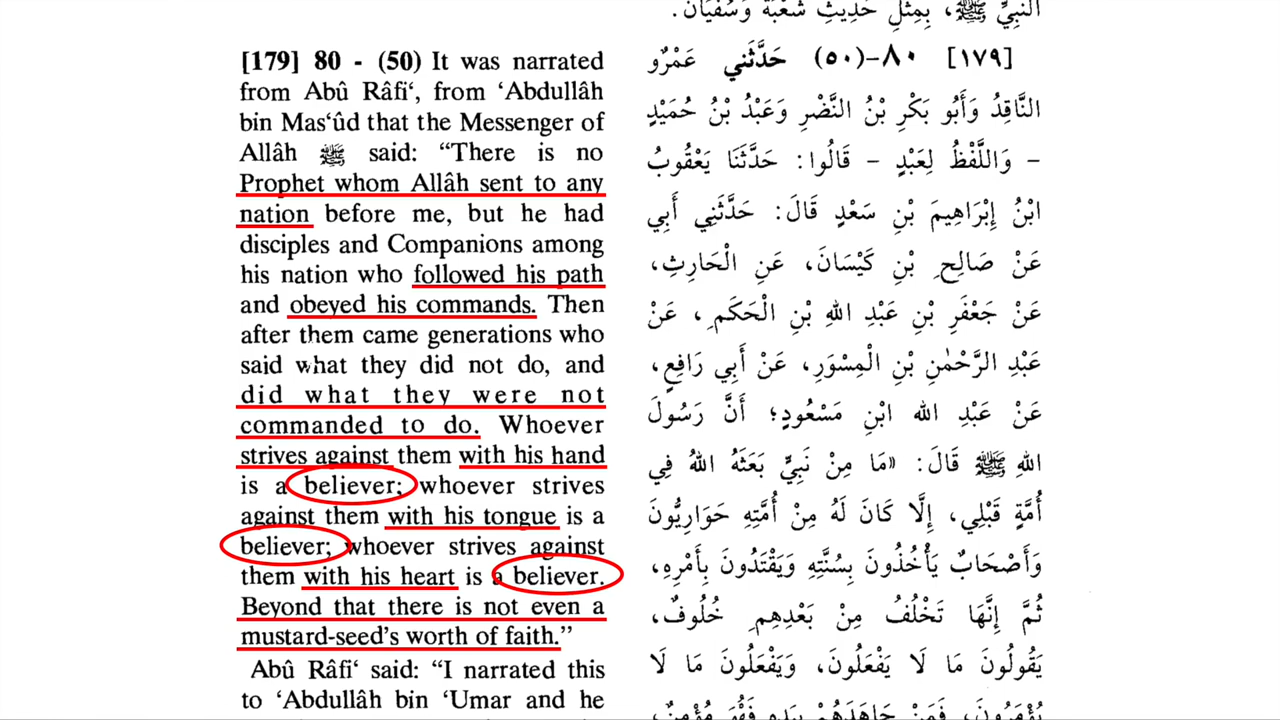 [179] 80 - (50) It was narrated
from Abû Râfi‘, from ‘Abdullâh
bin Mas‘ûd that the Messenger of
Allâh ﷺ said: “There is no
Prophet whom Allâh sent to any
nation before me, but he had
disciples and Companions among
his nation who followed his path
and obeyed his commands. Then
after them came generations who
said what they did not do, and
did what they were not
commanded to do. Whoever
strives against them with his hand
is a believer; whoever strives
against them with his tongue is a
believer; whoever strives against
them with his heart is a believer.
Beyond that there is not even a
mustard-seed’s worth of faith.”
Abû Râfi‘ said: “I narrated this
to ‘Abdullâh bin ‘Umar and he
النَّبِيِّ ﷺ، بِمِثْلِ حَدِيثِ شُعْبَةَ وَسُفْيَانَ.
[١٧٩] ٨٠-(٥٠) حَدَّثَنِي عَمْرٌو
النَّاقِدُ وَأَبُو بَكْرِ بْنُ النَّضْرِ وَعَبْدُ بْنُ حُمَيْدٍ
- وَاللَّفْظُ لِعَبْدٍ - قَالُوا: حَدَّثَنَا يَعْقُوبُ
ابْنُ إِبْرَاهِيمَ بْنِ سَعْدٍ قَالَ: حَدَّثَنِي أَبِي
عَنْ صَالِحِ بْنِ كَيْسَانَ، عَنِ الْحَارِثِ،
عَنْ جَعْفَرِ بْنِ عَبْدِ اللهِ بْنِ الْحَكَمِ، عَنْ
عَبْدِ الرَّحْمٰنِ بْنِ الْمِسْوَرِ، عَنْ أَبِي رَافِعٍ،
عَنْ عَبْدِ الله ابْنِ مَسْعُودٍ؛ أَنَّ رَسُولَ
اللهِ ﷺ قَالَ: «مَا مِنْ نَبِيٍّ بَعَثَهُ اللهُ فِي
أُمَّةٍ قَبْلِي، إِلَّا كَانَ لَهُ مِنْ أُمَّتِهِ حَوَارِيُّونَ
وَأَصْحَابٌ يَأْخُذُونَ بِسُنَّتِهِ وَيَقْتَدُونَ بِأَمْرِهِ،
ثُمَّ إِنَّهَا تَخْلُفُ مِنْ بَعْدِهِمِ خُلُوفٌ،
يَقُولُونَ مَا لَا يَفْعَلُونَ، وَيَفْعَلُونَ مَا لَا
يُؤْمَرُونَ، فَمَنْ جَاهَدَهُمْ بِيَدِهِ فَهُوَ مُؤْمِنٌ،